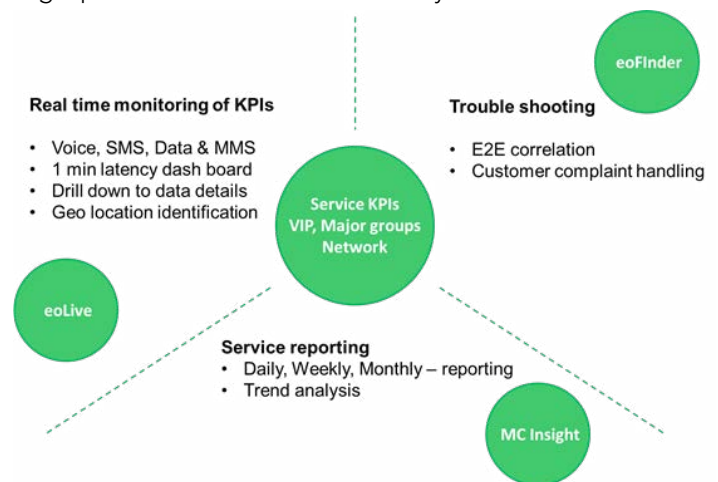 eoFInder
Real time monitoring of KPIs
• Voice, SMS, Data & MMS
• 1 min latency dash board
• Drill down to data details
• Geo location identification
Trouble shooting
• E2E correlation
• Customer complaint handling
Service KPIs
VIP, Major groups
Network
eoLive
Service reporting
• Daily, Weekly, Monthly – reporting
• Trend analysis
MC Insight